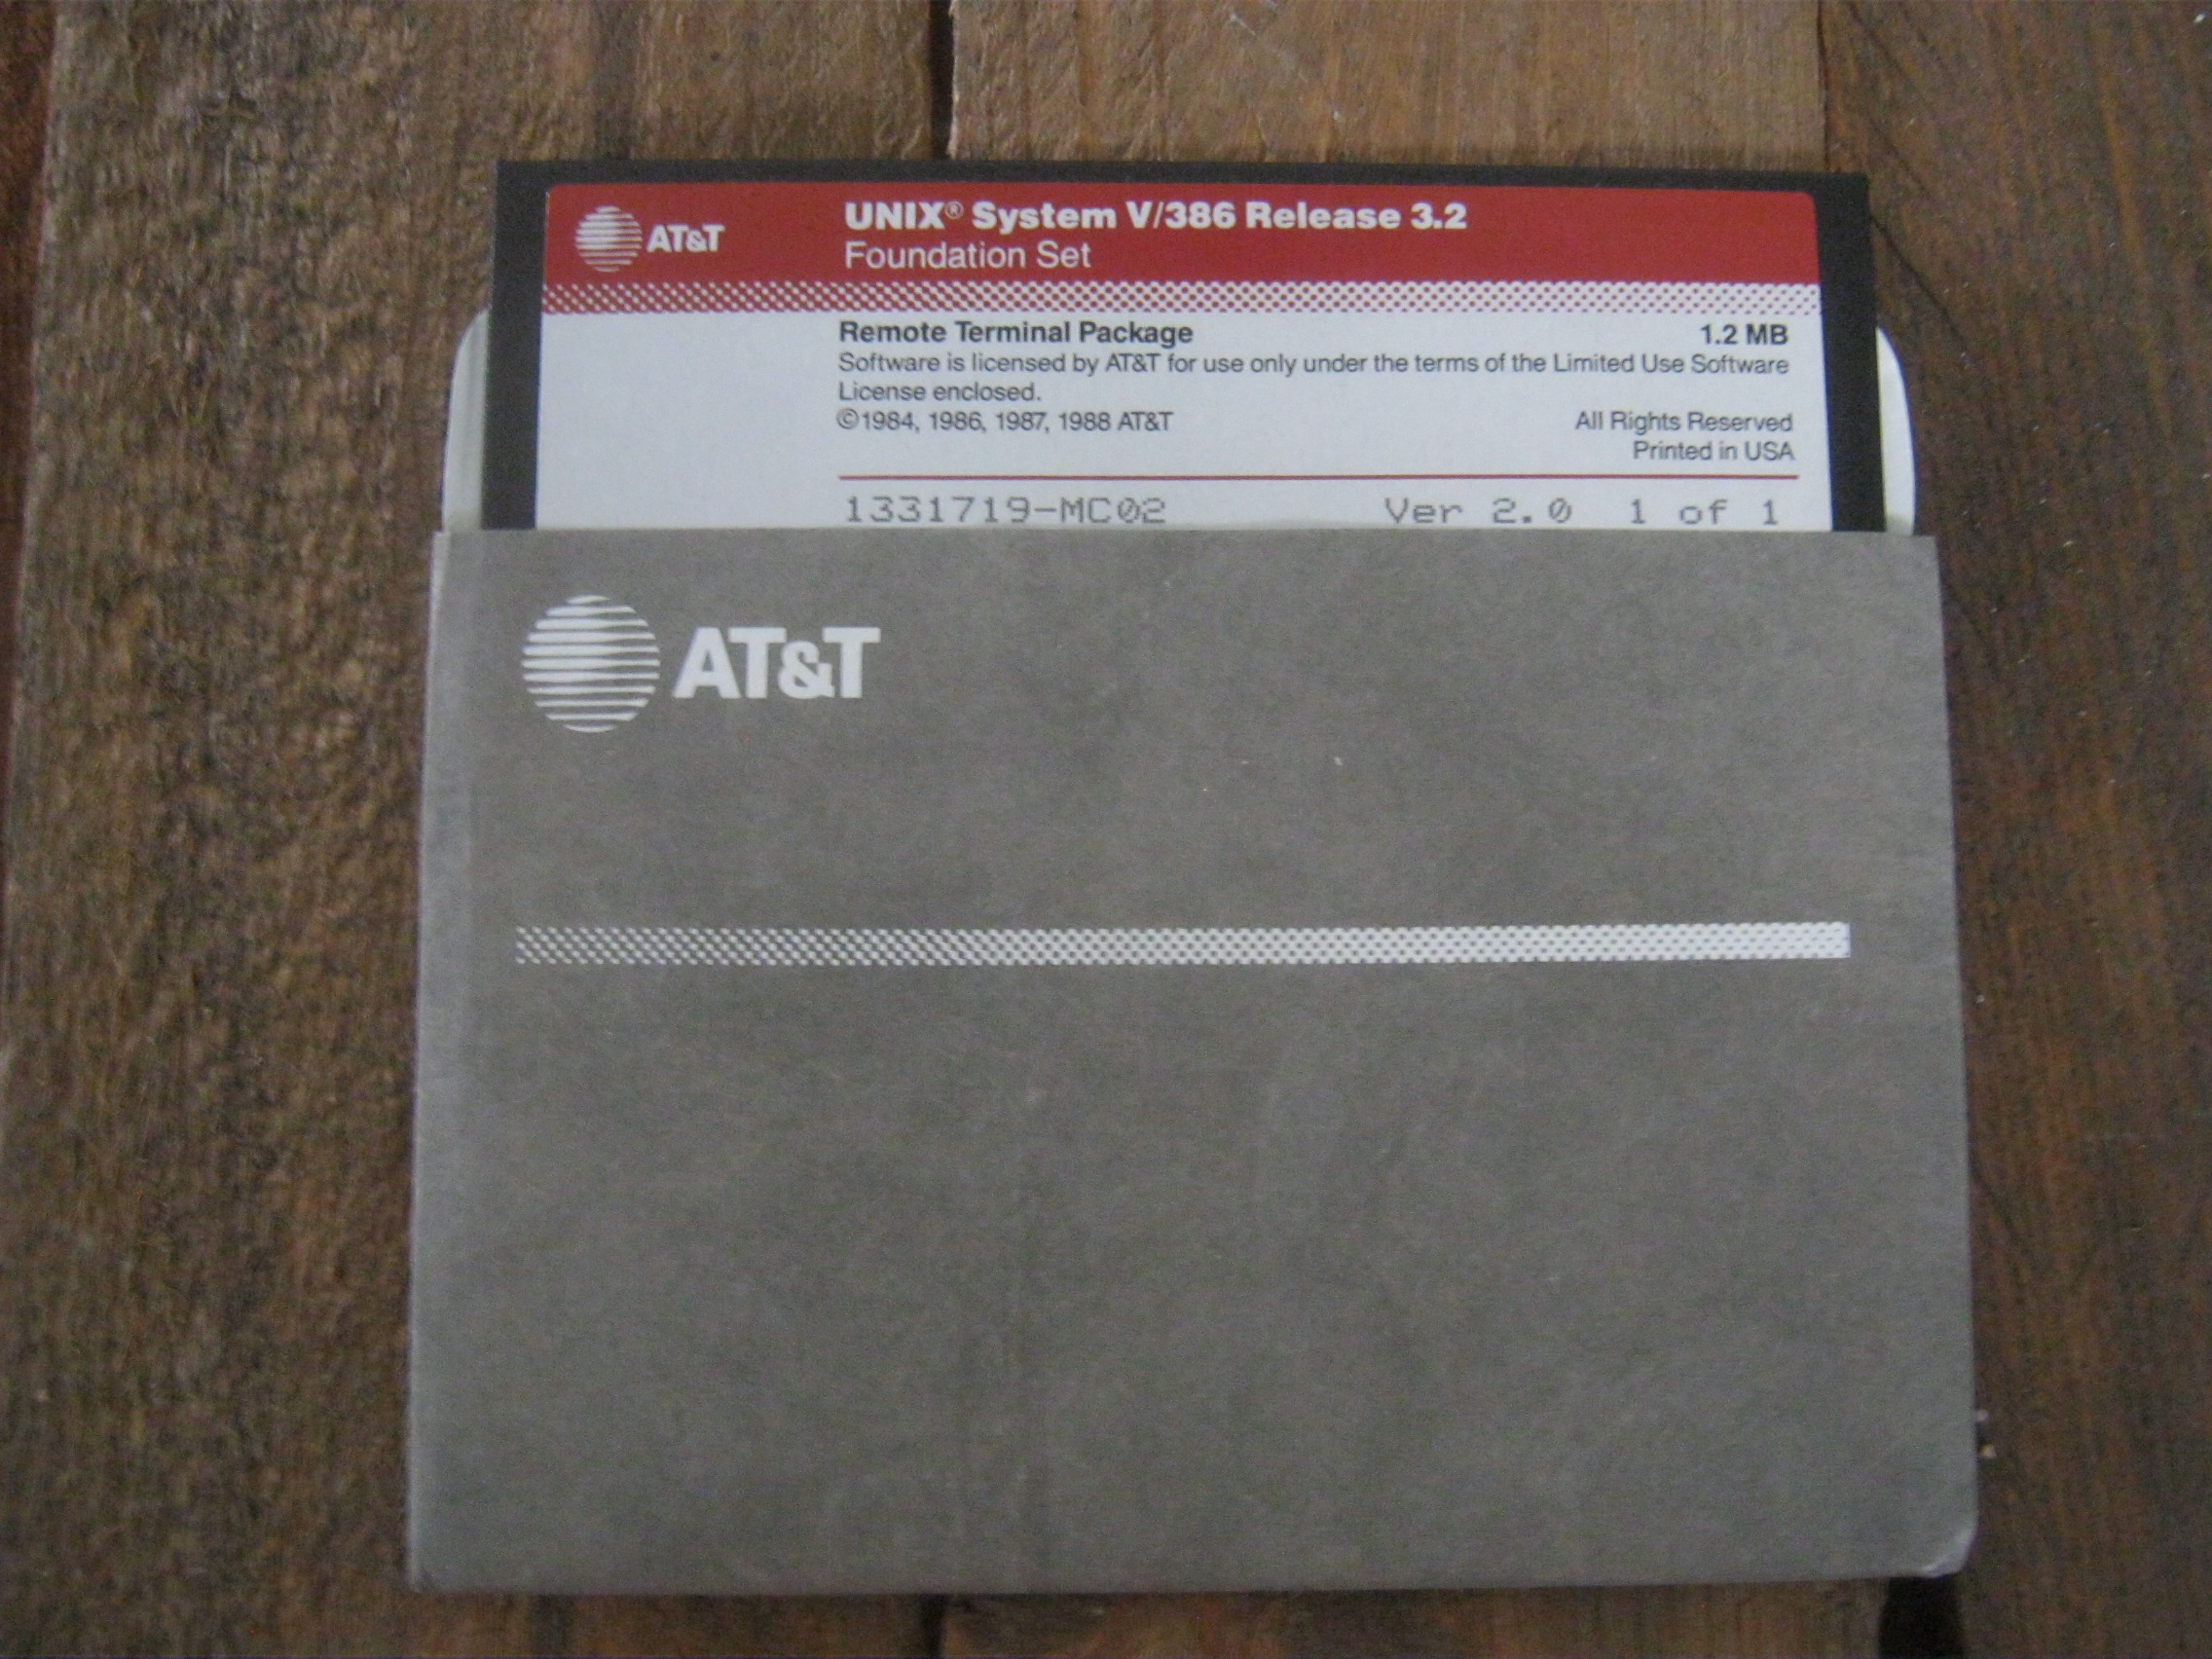 AT&T
UNIX® System V/386 Release 3.2
Foundation Set
Remote Terminal Package 1.2 MB
Software is licensed by AT&T for use only under the terms of the Limited Use Software
License enclosed.
©1984, 1986, 1987, 1988 AT&T All Rights Reserved
Printed in USA
1331719-MC02 Ver 2.0 1 of 1
AT&T